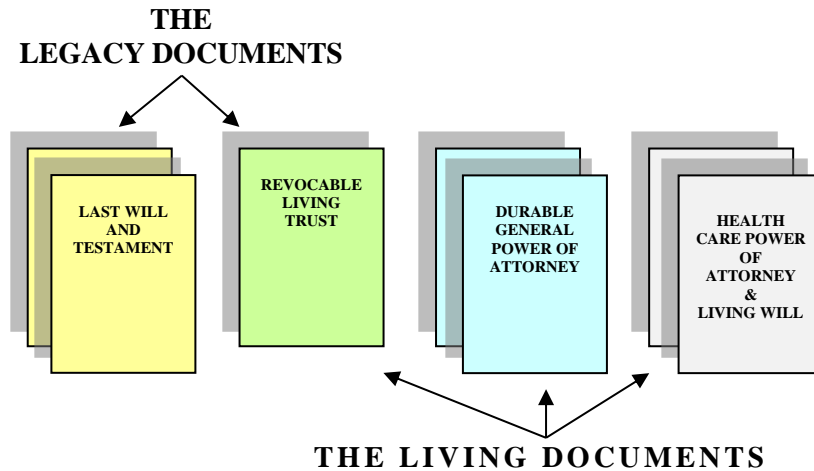 THE
LEGACY DOCUMENTS
LAST WILL
AND
TESTAMENT
REVOCABLE
LIVING
TRUST
DURABLE
GENERAL
POWER OF
ATTORNEY
HEALTH
CARE POWER
OF
ATTORNEY
&
LIVING WILL
THE LIVING DOCUMENTS